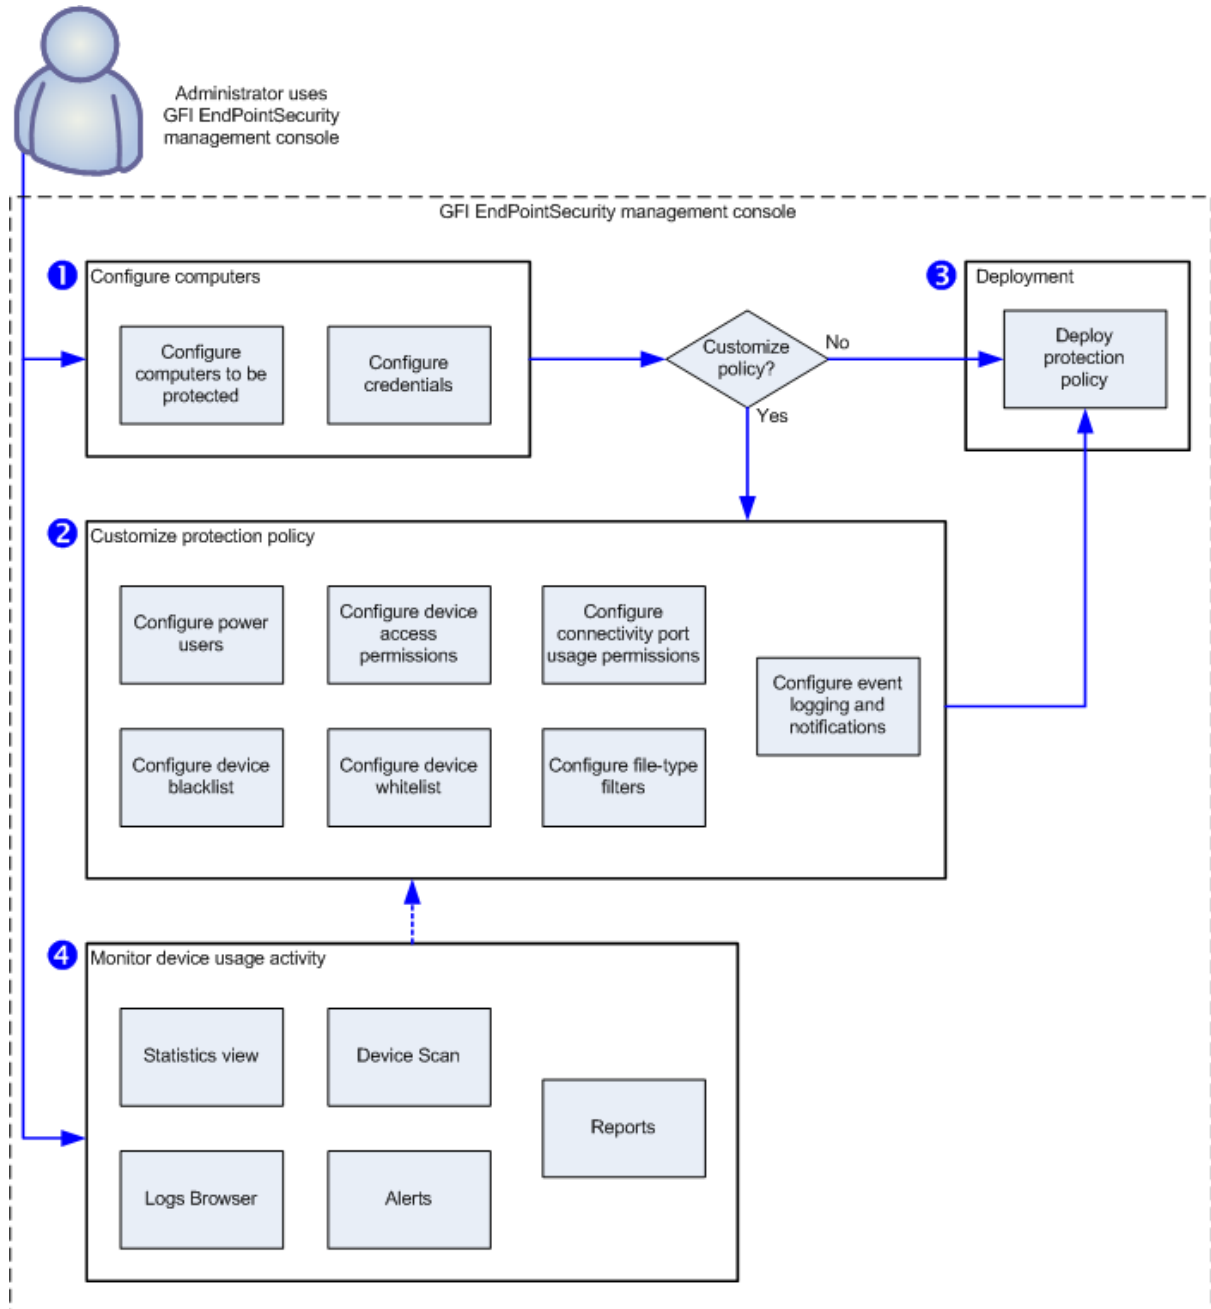 Administrator uses
GFI EndPointSecurity
management console
GFI EndPointSecurity management console
1
Configure computers
Configure
computers to be
protected
Configure
credentials
Customize
policy?
No
Yes
3
Deployment
Deploy
protection
policy
2
Customize protection policy
Configure power
users
Configure device
access
permissions
Configure
connectivity port
usage permissions
Configure event
logging and
notifications
Configure device
blacklist
Configure device
whitelist
Configure file-type
filters
4
Monitor device usage activity
Statistics view
Device Scan
Reports
Logs Browser
Alerts